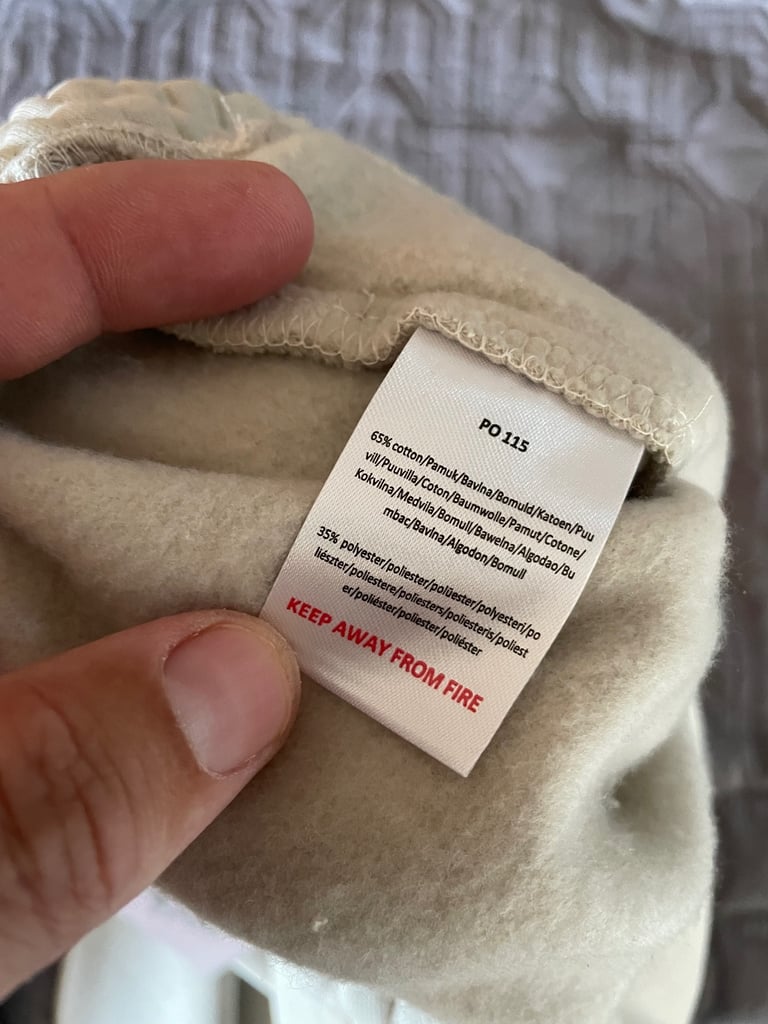 PO 115
65% cotton/Pamuk/Bavlna/Bomuld/Katoen/Puu
vill/Puuvilla/Coton/Baumwolle/Pamut/Cotone/
Kokvilna/Medvila/Bomull/Bawełna/Algodao/Bu
mbac/Bavlna/Algodon/Bomull
35% polyester/poliester/polüester/polyesteri/po
liészter/poliestere/poliesters/poliesteris/poliest
er/poliéster/poliester/poliéster
KEEP AWAY FROM FIRE